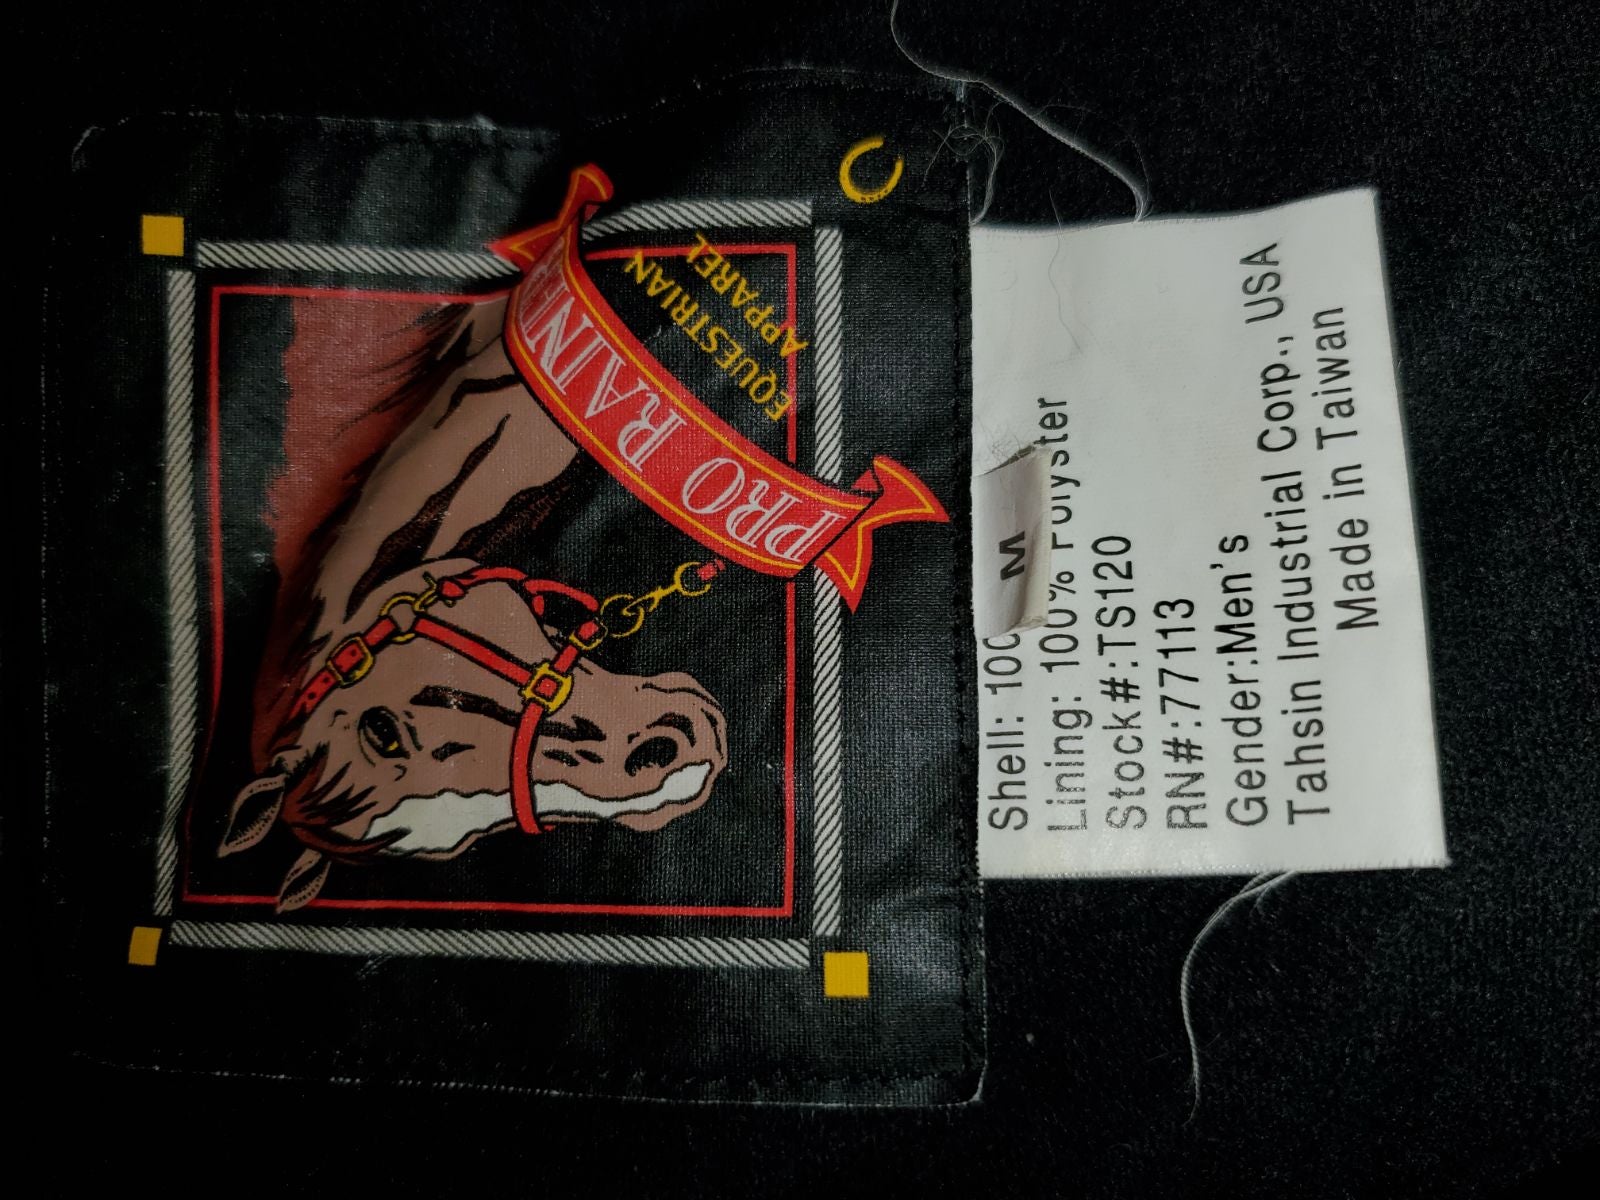 PRO RAINE
EQUESTRIAN
APPAREL
M
Shell: 100
Lining: 100% Polyster
Stock#:TS120
RN#:77113
Gender:Men's
Tahsin Industrial Corp., USA
Made in Taiwan